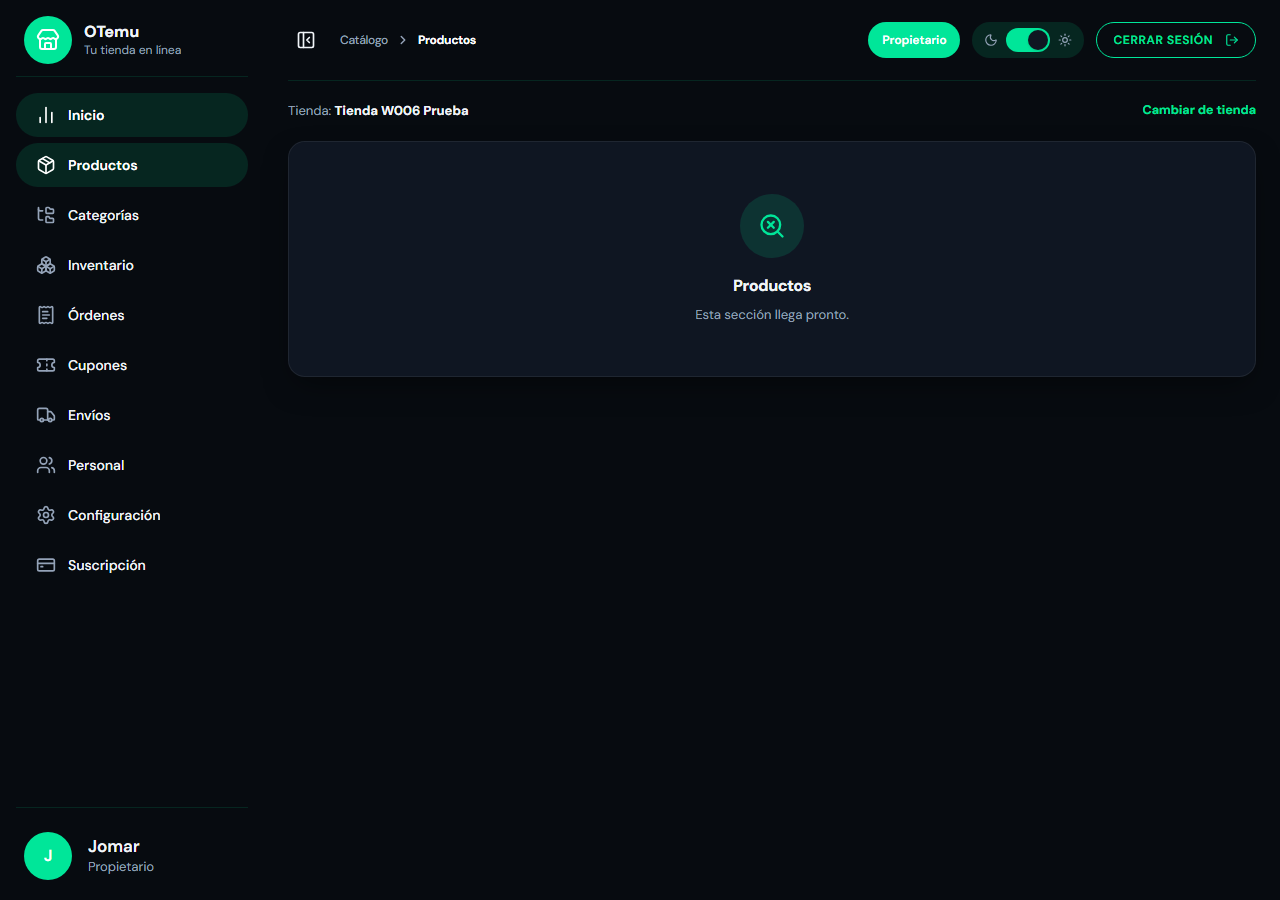 OTemu
Tu tienda en línea
Inicio
Productos
Categorías
Inventario
Órdenes
Cupones
Envíos
Personal
Configuración
Suscripción
J
Jomar
Propietario
Catálogo > Productos
Propietario
CERRAR SESIÓN
Tienda: Tienda W006 Prueba
Cambiar de tienda
Productos
Esta sección llega pronto.